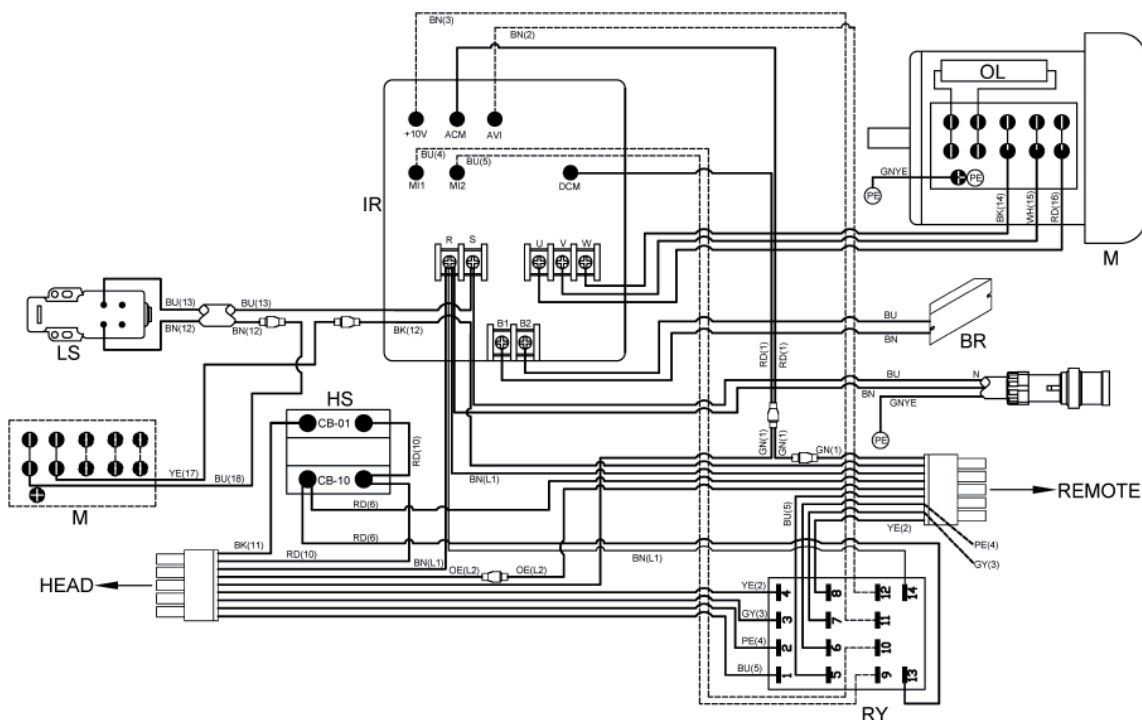 BN(3)
BN(2)
OL
+10V
ACM
AVI
BU(4)
BU(5)
MI1
MI2
DCM
IR
GNYE
PE
PE
BK(14)
WH(15)
RD(16)
M
R
S
U
V
W
BU(13)
BU(13)
BN(12)
BN(12)
BK(12)
LS
B1
B2
BU
BN
BR
RD(1)
RD(1)
BU
N
BN
GNYE
PE
HS
CB-01
RD(10)
CB-10
GN(1)
GN(1)
GN(1)
YE(17)
BU(18)
M
BN(L1)
RD(6)
REMOTE
BU(5)
YE(2)
RD(6)
BK(11)
RD(10)
BN(L1)
BN(L1)
PE(4)
GY(3)
OE(L2)
OE(L2)
HEAD
YE(2)
4
8
12
14
GY(3)
3
7
11
PE(4)
2
6
10
BU(5)
1
5
9
13
RY